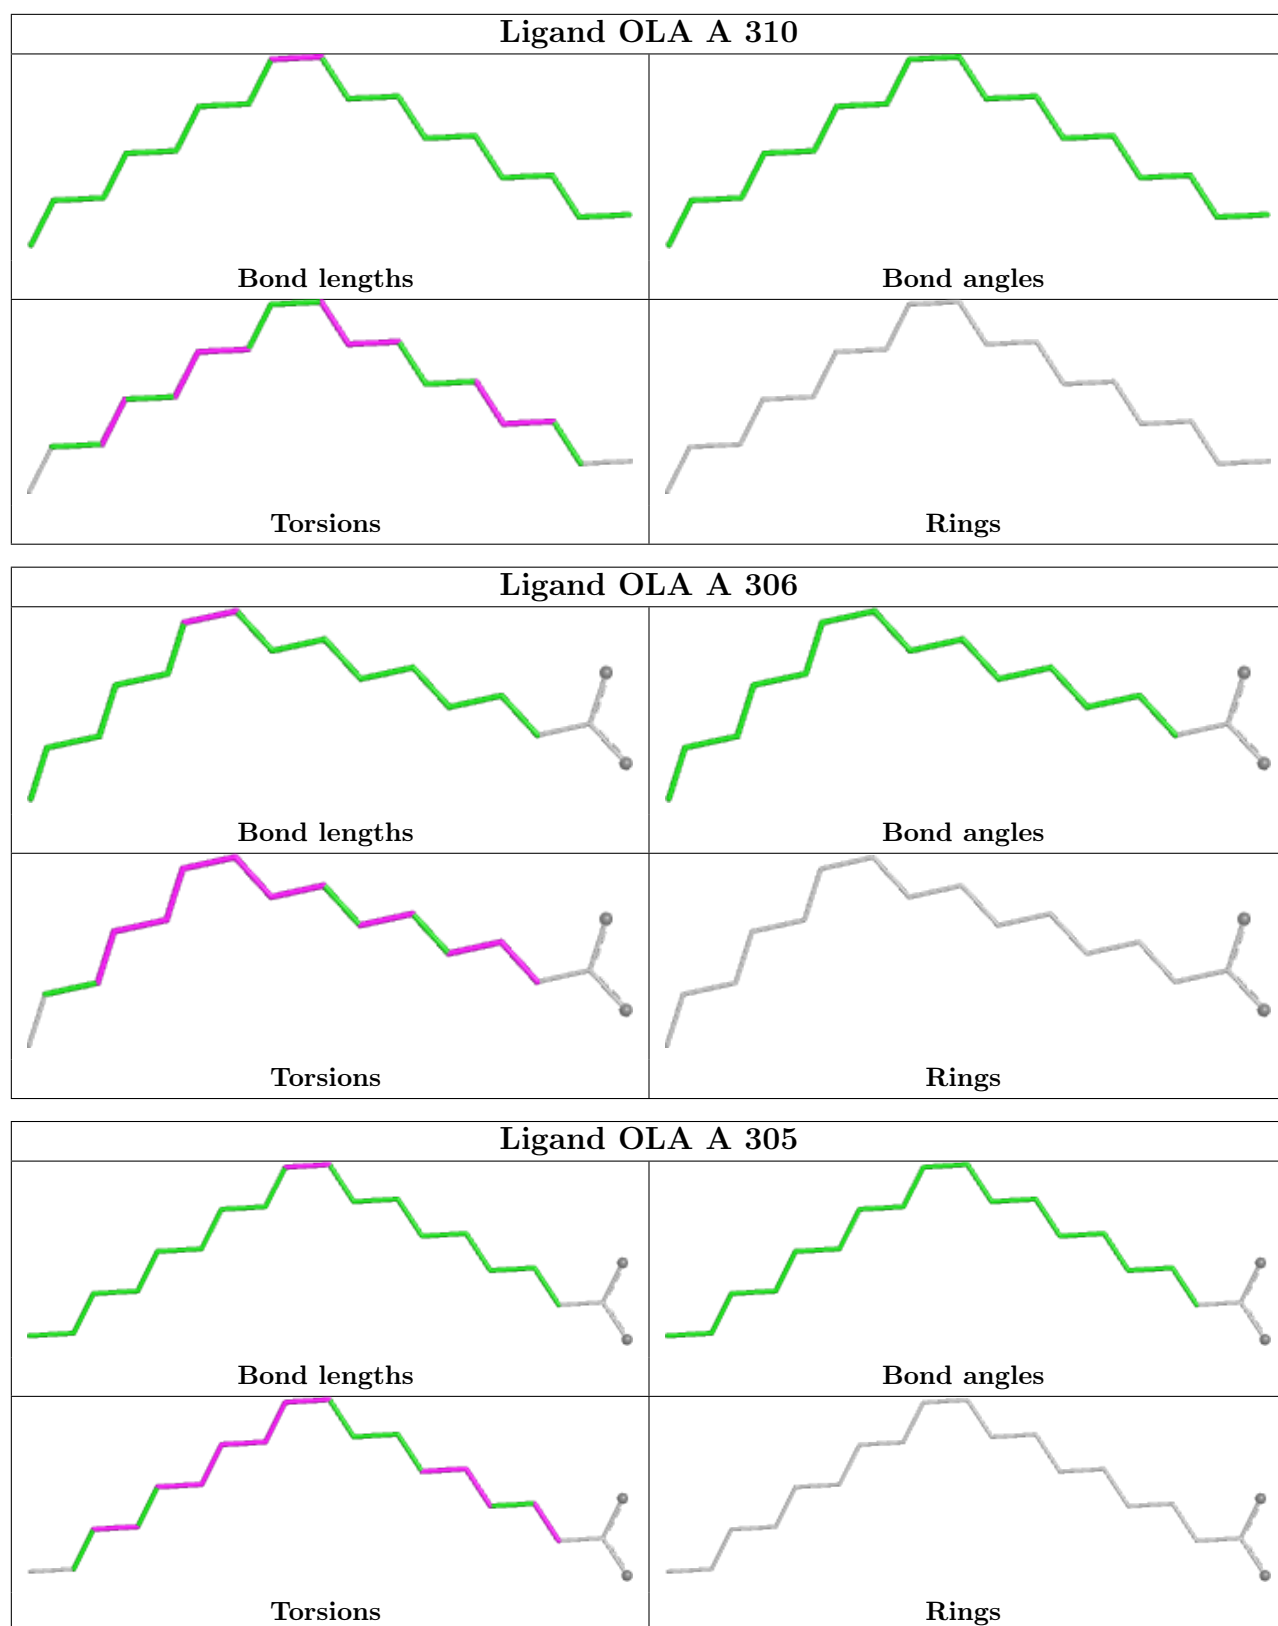 Ligand OLA A 310
Bond lengths
Bond angles
Torsions
Rings
Ligand OLA A 306
Bond lengths
Bond angles
Torsions
Rings
Ligand OLA A 305
Bond lengths
Bond angles
Torsions
Rings